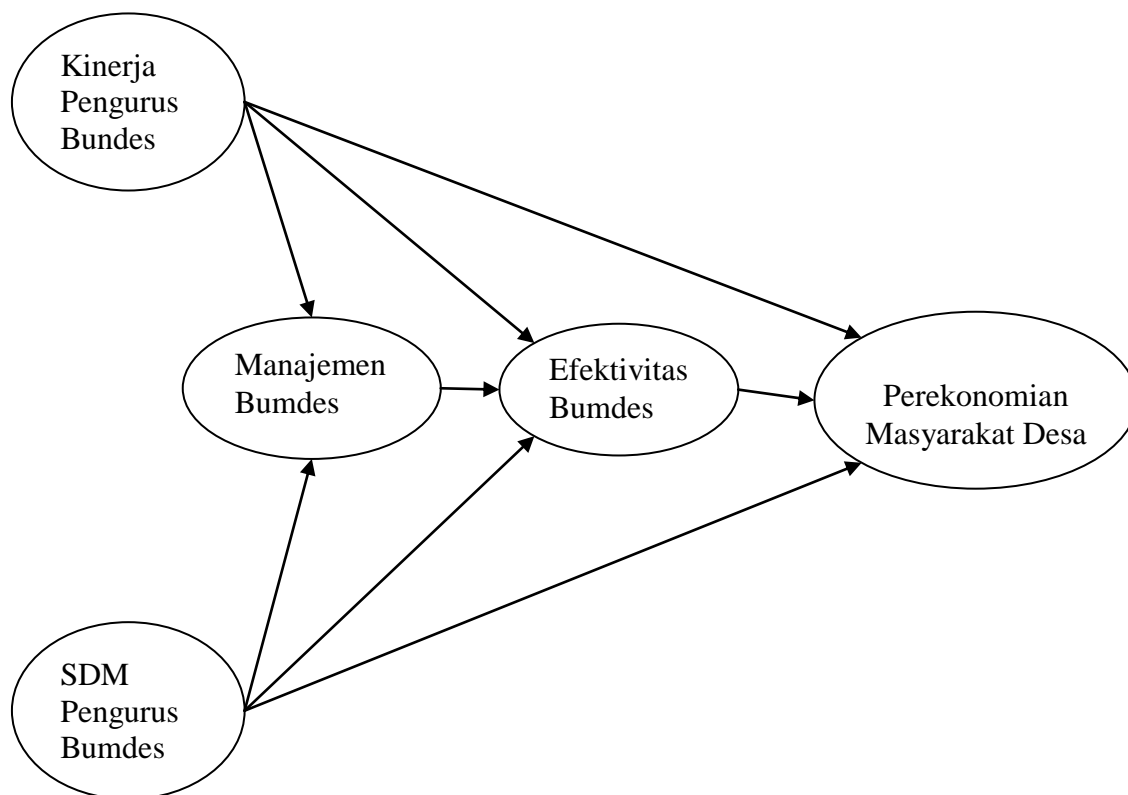 Kinerja
Pengurus
Bundes
Manajemen
Bumdes
Efektivitas
Bumdes
Perekonomian
Masyarakat Desa
SDM
Pengurus
Bumdes